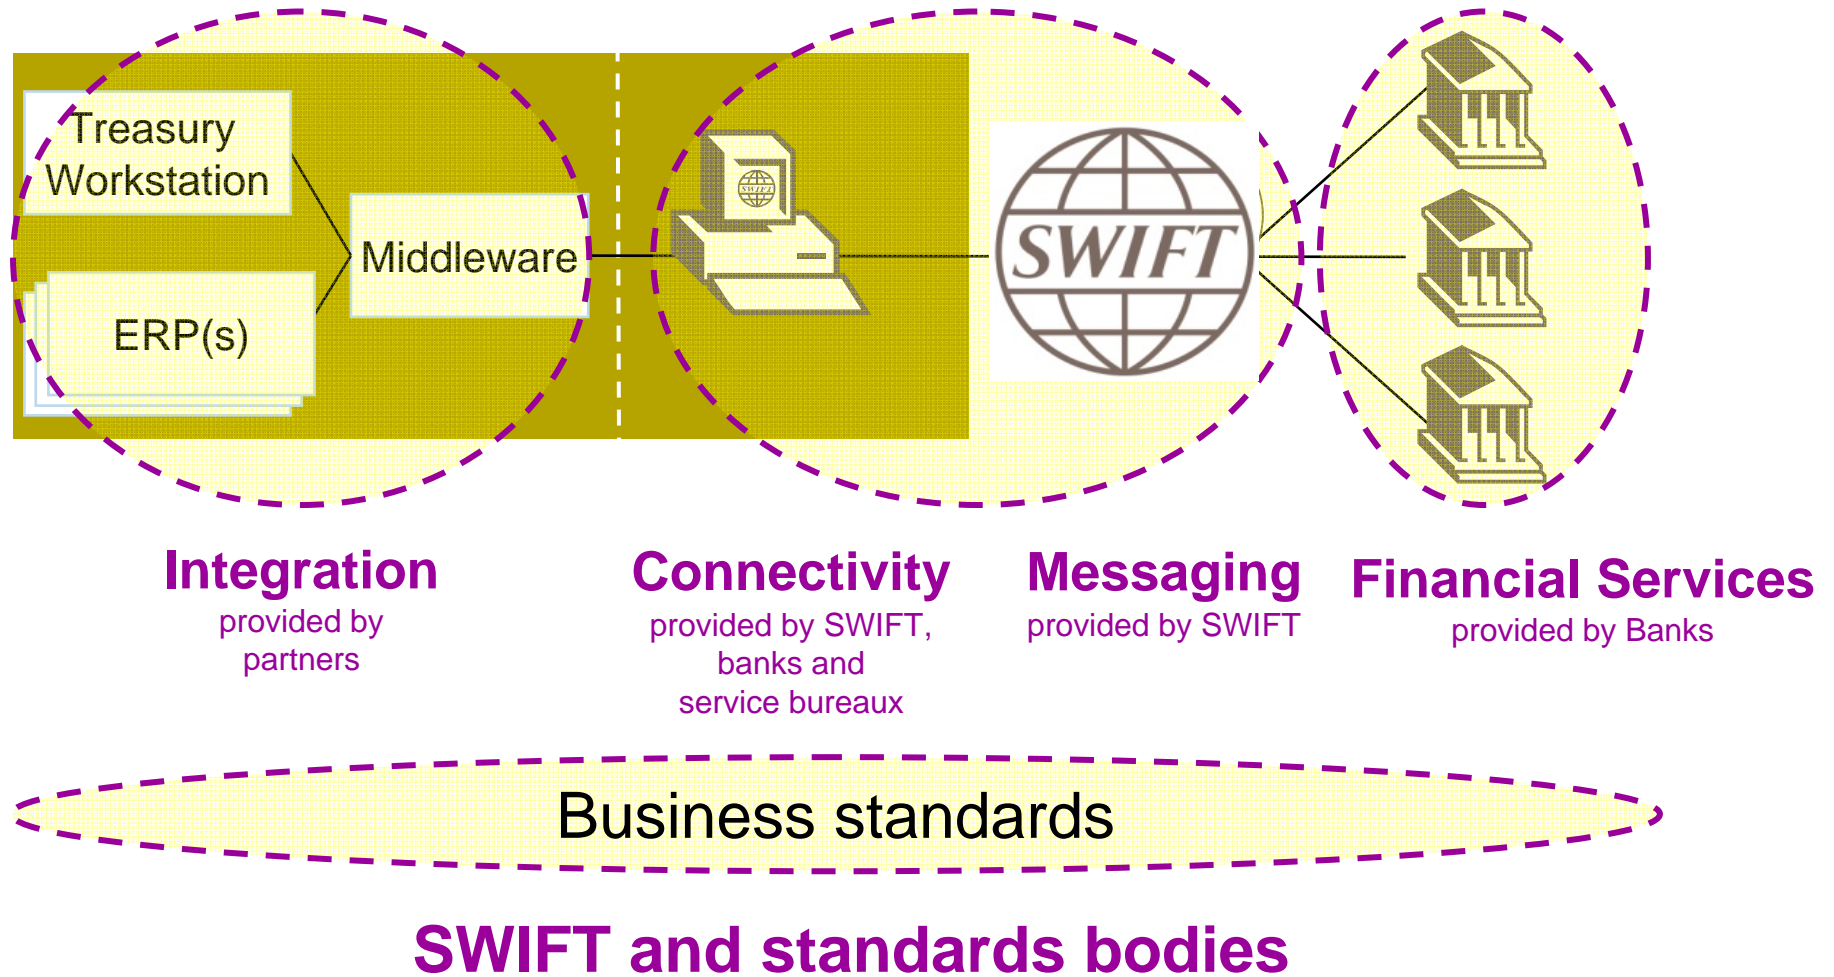 Treasury
Workstation
Middleware
ERP(s)
SWIFT
SWIFT
Integration
provided by
partners
Connectivity
provided by SWIFT,
banks and
service bureaux
Messaging
provided by SWIFT
Financial Services
provided by Banks
Business standards
SWIFT and standards bodies